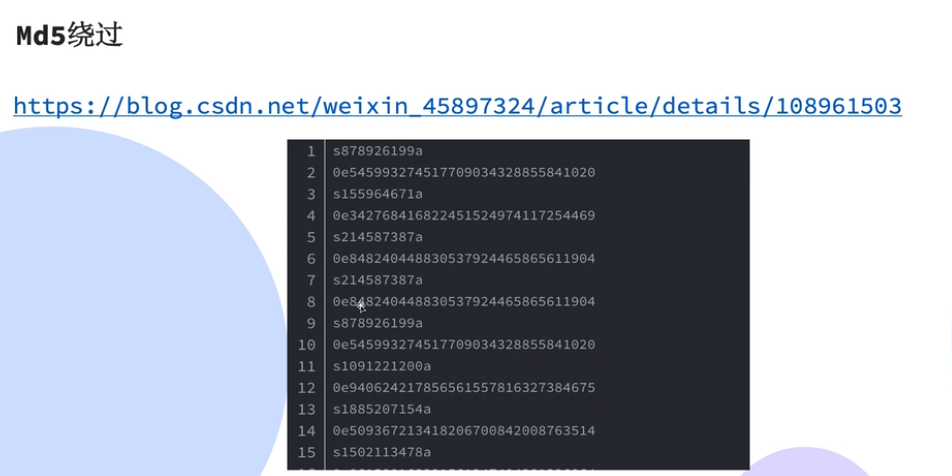 Md5绕过
https://blog.csdn.net/weixin_45897324/article/details/108961503
1 s878926199a
2 0e545993274517709034328855841020
3 s155964671a
4 0e342768416822451524974117254469
5 s214587387a
6 0e848240448830537924465865611904
7 s214587387a
8 0e848240448830537924465865611904
9 s878926199a
10 0e545993274517709034328855841020
11 s1091221200a
12 0e940624217856561557816327384675
13 s1885207154a
14 0e509367213418206700842008763514
15 s1502113478a